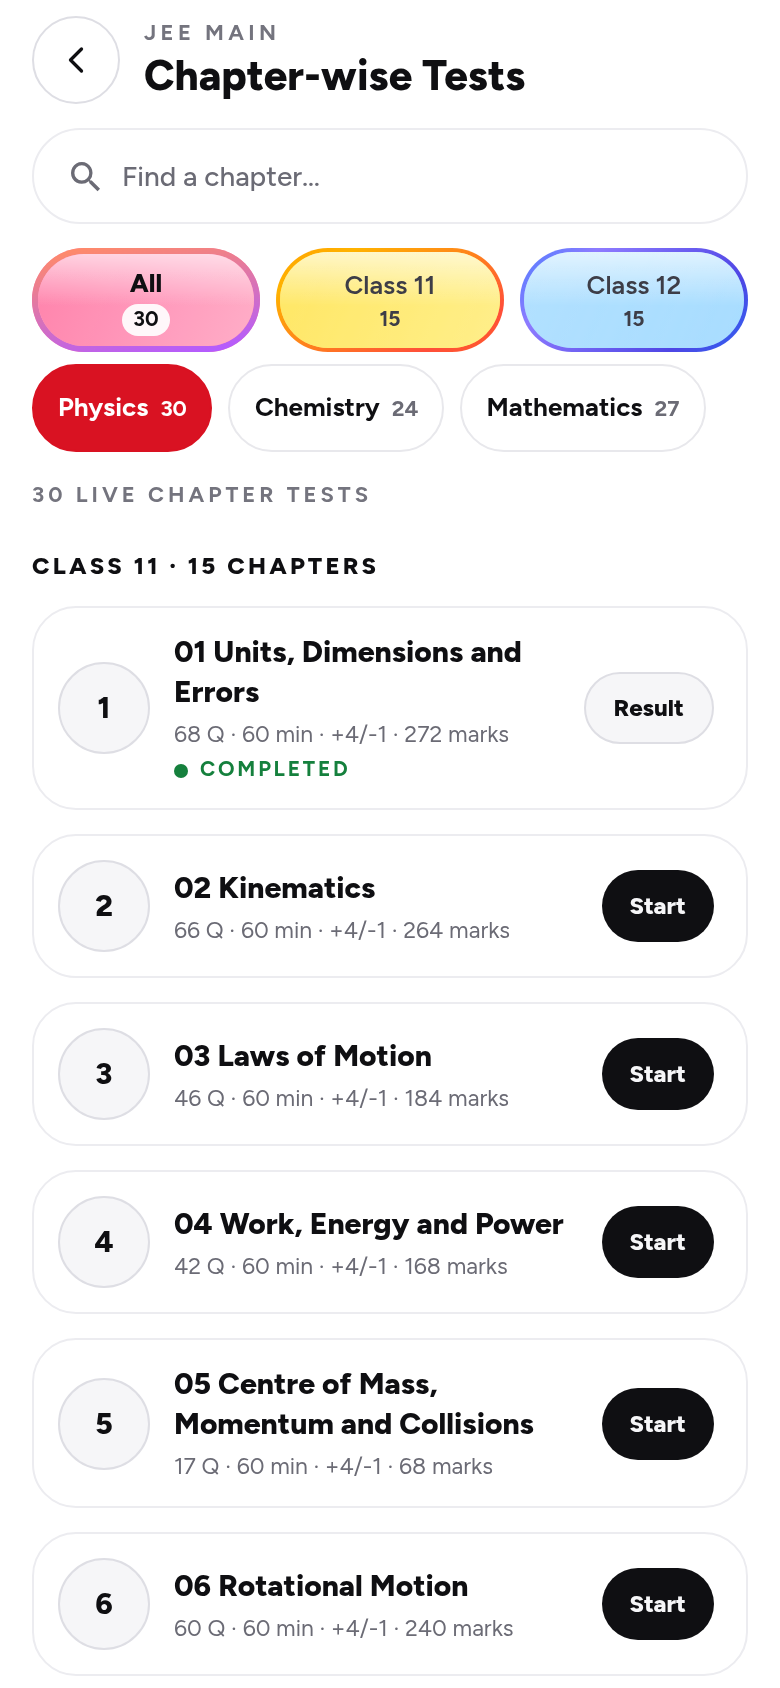 JEE MAIN
Chapter-wise Tests
Find a chapter...
All
30
Class 11
15
Class 12
15
Physics 30
Chemistry 24
Mathematics 27
30 LIVE CHAPTER TESTS
CLASS 11 · 15 CHAPTERS
1
01 Units, Dimensions and
Errors
68 Q · 60 min · +4/-1 · 272 marks
COMPLETED
Result
2
02 Kinematics
66 Q · 60 min · +4/-1 · 264 marks
Start
3
03 Laws of Motion
46 Q · 60 min · +4/-1 · 184 marks
Start
4
04 Work, Energy and Power
42 Q · 60 min · +4/-1 · 168 marks
Start
5
05 Centre of Mass,
Momentum and Collisions
17 Q · 60 min · +4/-1 · 68 marks
Start
6
06 Rotational Motion
60 Q · 60 min · +4/-1 · 240 marks
Start